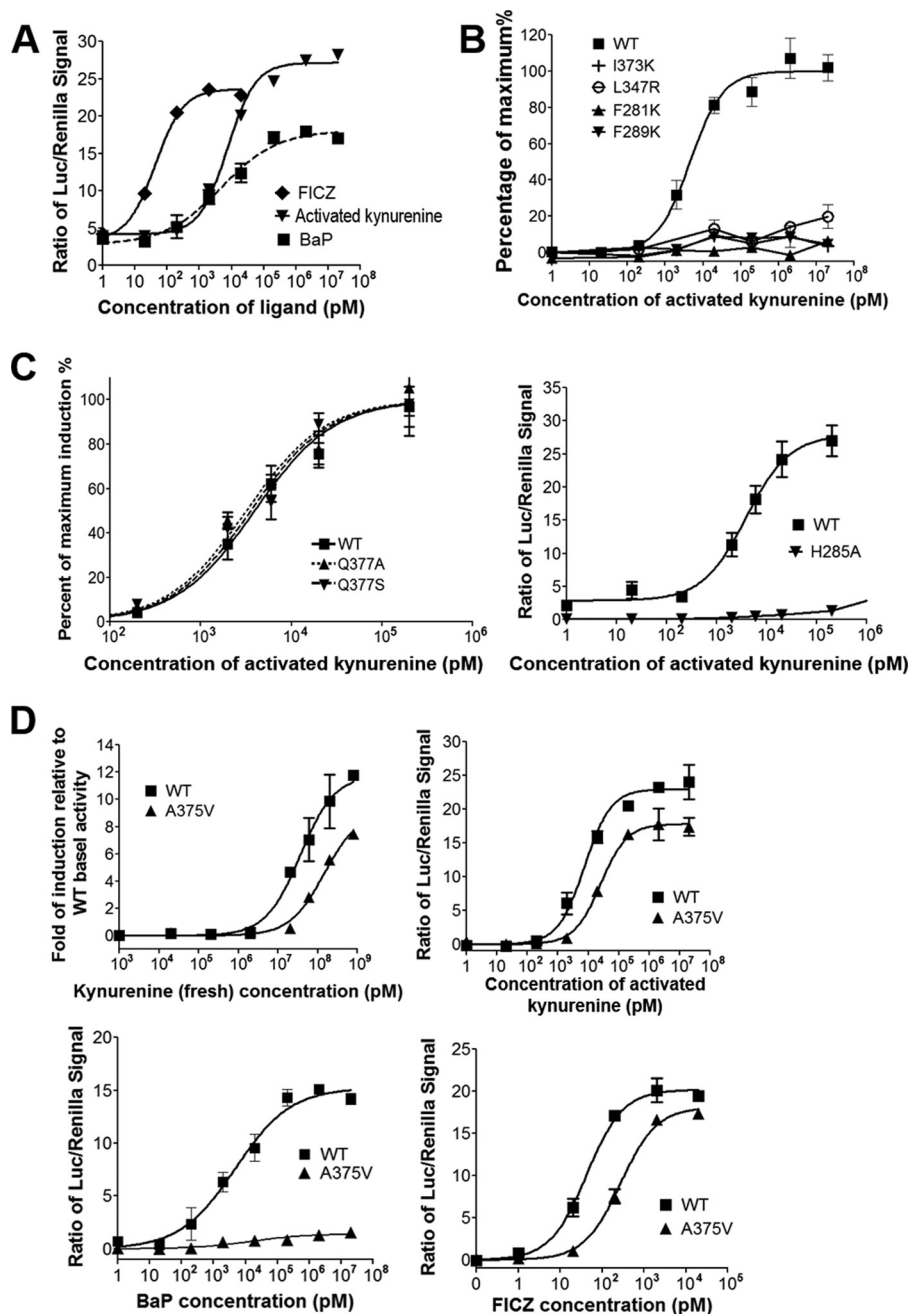 A
Ratio of Luc/Renilla Signal
30
25
20
15
10
5
0
1
10
10²
10³
10⁴
10⁵
10⁶
10⁷
10⁸
FICZ
Activated kynurenine
BaP
Concentration of ligand (pM)
B
Percentage of maximum%
120
100
80
60
40
20
0
1
10
10²
10³
10⁴
10⁵
10⁶
10⁷
10⁸
WT
I373K
L347R
F281K
F289K
Concentration of activated kynurenine (pM)
C
Percent of maximum induction %
100
80
60
40
20
0
10²
10³
10⁴
10⁵
10⁶
WT
Q377A
Q377S
Concentration of activated kynurenine (pM)
Ratio of Luc/Renilla Signal
35
30
25
20
15
10
5
0
1
10
10²
10³
10⁴
10⁵
10⁶
WT
H285A
Concentration of activated kynurenine (pM)
D
Fold of induction relative to
WT basel activity
14
12
10
8
6
4
2
0
10³
10⁴
10⁵
10⁶
10⁷
10⁸
10⁹
WT
A375V
Kynurenine (fresh) concentration (pM)
Ratio of Luc/Renilla Signal
30
25
20
15
10
5
0
1
10
10²
10³
10⁴
10⁵
10⁶
10⁷
10⁸
WT
A375V
Concentration of activated
kynurenine (pM)
Ratio of Luc/Renilla Signal
20
15
10
5
0
1
10
10²
10³
10⁴
10⁵
10⁶
10⁷
10⁸
WT
A375V
BaP concentration (pM)
Ratio of Luc/Renilla Signal
25
20
15
10
5
0
0
1
10
10²
10³
10⁴
10⁵
WT
A375V
FICZ concentration (pM)